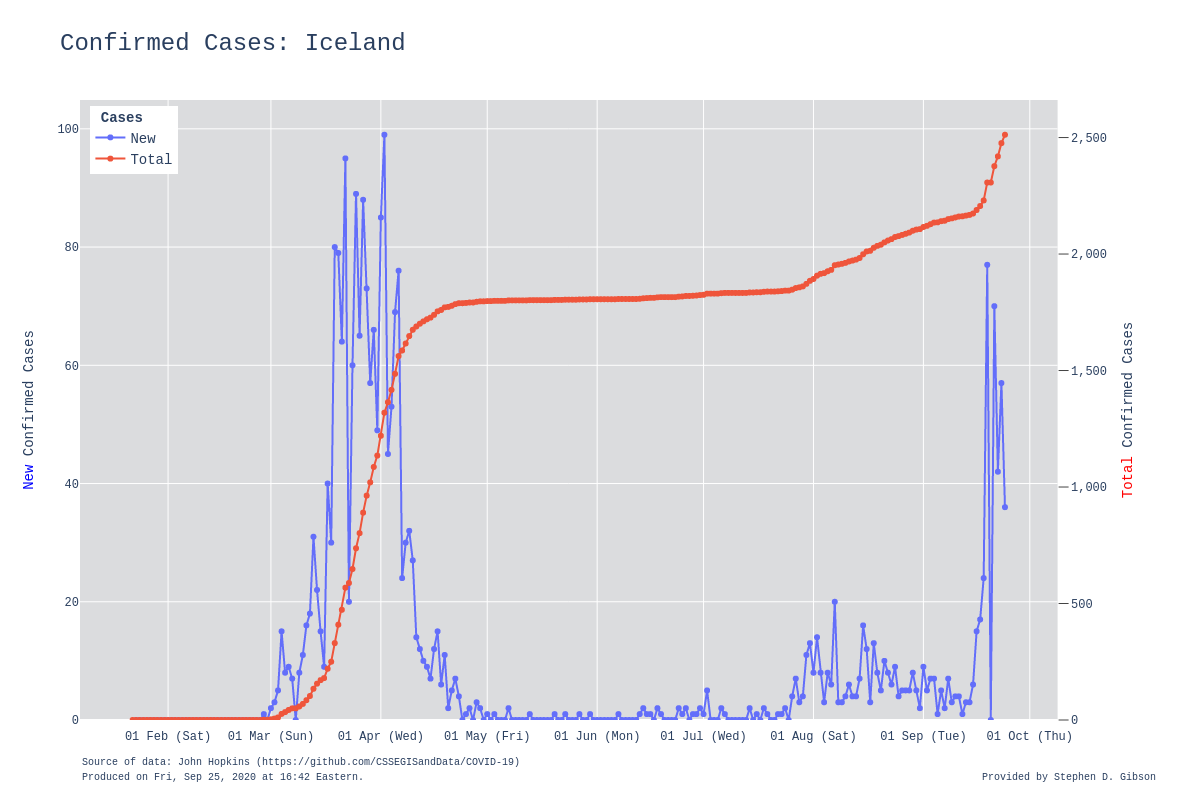 Confirmed Cases: Iceland
Cases
New
Total
100
80
60
40
20
0
2,500
2,000
1,500
1,000
500
0
New Confirmed Cases
Total Confirmed Cases
01 Feb (Sat) 01 Mar (Sun) 01 Apr (Wed) 01 May (Fri) 01 Jun (Mon) 01 Jul (Wed) 01 Aug (Sat) 01 Sep (Tue) 01 Oct (Thu)
Source of data: John Hopkins (https://github.com/CSSEGISandData/COVID-19)
Produced on Fri, Sep 25, 2020 at 16:42 Eastern.
Provided by Stephen D. Gibson